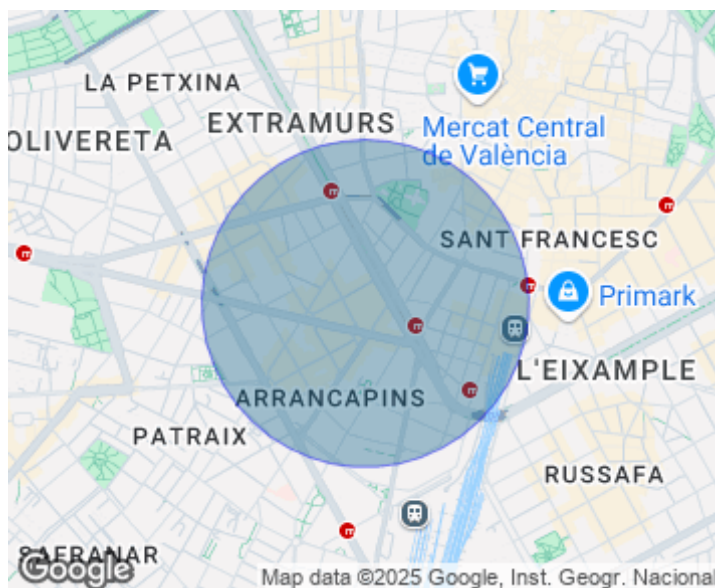 LA PETXINA
EXTRAMURS
OLIVERETA
Mercat Central
de València
SANT FRANCESC
Primark
L'EIXAMPLE
ARRANCAPINS
PATRAIX
RUSSAFA
SAFRANAR
Google
Map data ©2025 Google, Inst. Geogr. Nacional